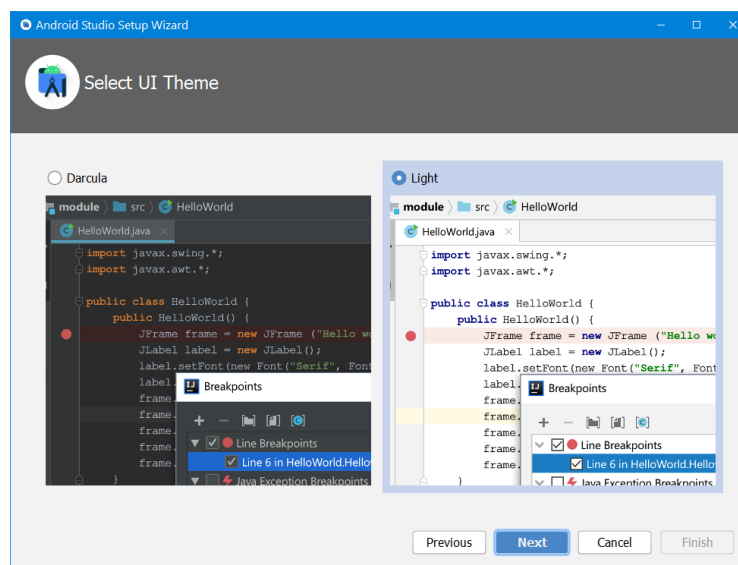 Android Studio Setup Wizard
Select UI Theme
Darcula
module 〉 src 〉 HelloWorld
HelloWorld.java
import javax.swing.*;
import javax.awt.*;
public class HelloWorld {
public HelloWorld() {
JFrame frame = new JFrame ("Hello wo
JLabel label = new JLabel();
label.setFont(new Font("Serif", Font
label.
frame.
frame.
frame.
frame.
frame.
}
Breakpoints
Line Breakpoints
Line 6 in HelloWorld.Hello
Java Exception Breakpoints
Light
module 〉 src 〉 HelloWorld
HelloWorld.java
import javax.swing.*;
import javax.awt.*;
public class HelloWorld {
public HelloWorld() {
JFrame frame = new JFrame ("Hello wo
JLabel label = new JLabel();
label.setFont(new Font("Serif", Font
label.
frame.
frame.
frame.
frame.
frame.
}
Breakpoints
Line Breakpoints
Line 6 in HelloWorld.Hello
Java Exception Breakpoints
Previous Next Cancel Finish